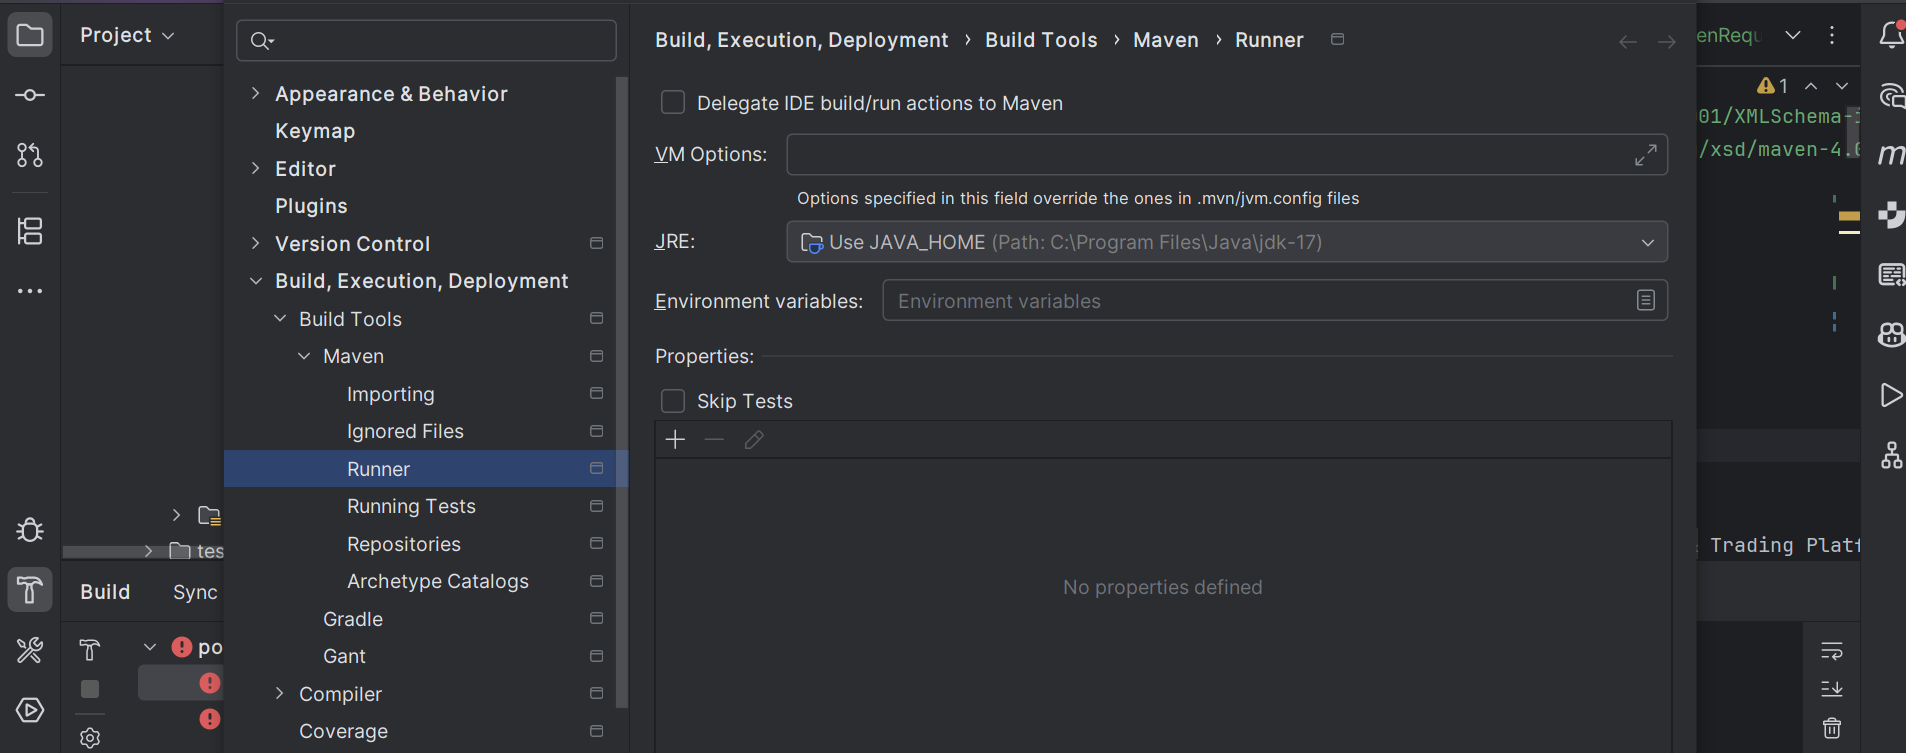 Project
Appearance & Behavior
Keymap
Editor
Plugins
Version Control
Build, Execution, Deployment
Build Tools
Maven
Importing
Ignored Files
Runner
Running Tests
Repositories
Archetype Catalogs
Gradle
Gant
Compiler
Coverage
Build, Execution, Deployment › Build Tools › Maven › Runner
Delegate IDE build/run actions to Maven
VM Options:
Options specified in this field override the ones in .mvn/jvm.config files
JRE: Use JAVA_HOME (Path: C:\Program Files\Java\jdk-17)
Environment variables: Environment variables
Properties:
Skip Tests
No properties defined
tes
Build Sync
po
enRequ
1
01/XMLSchema-i
/xsd/maven-4.0
m
Trading Platf